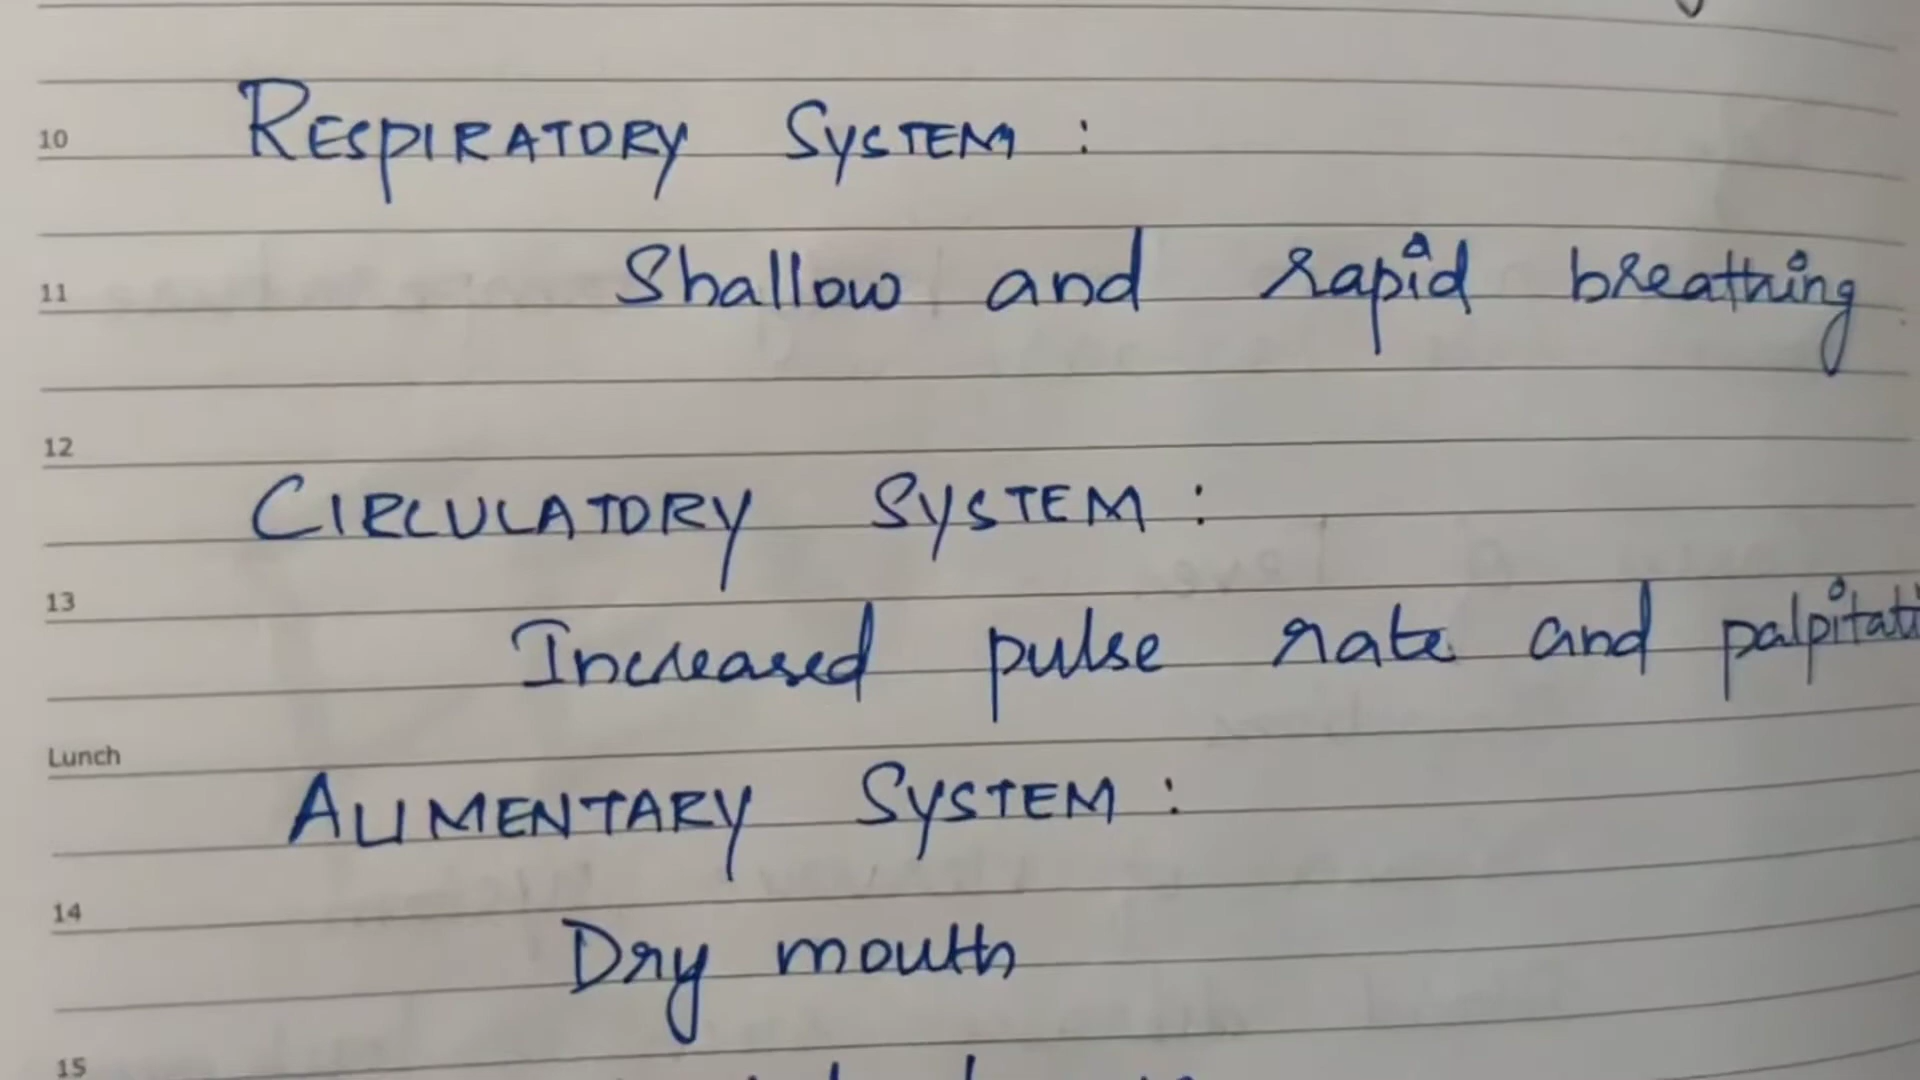 10 RESPIRATORY SYSTEM :
11 Shallow and rapid breathing
12
CIRCULATORY SYSTEM :
13
Increased pulse rate and palpitati
Lunch
ALIMENTARY SYSTEM :
14
Dry mouth
15